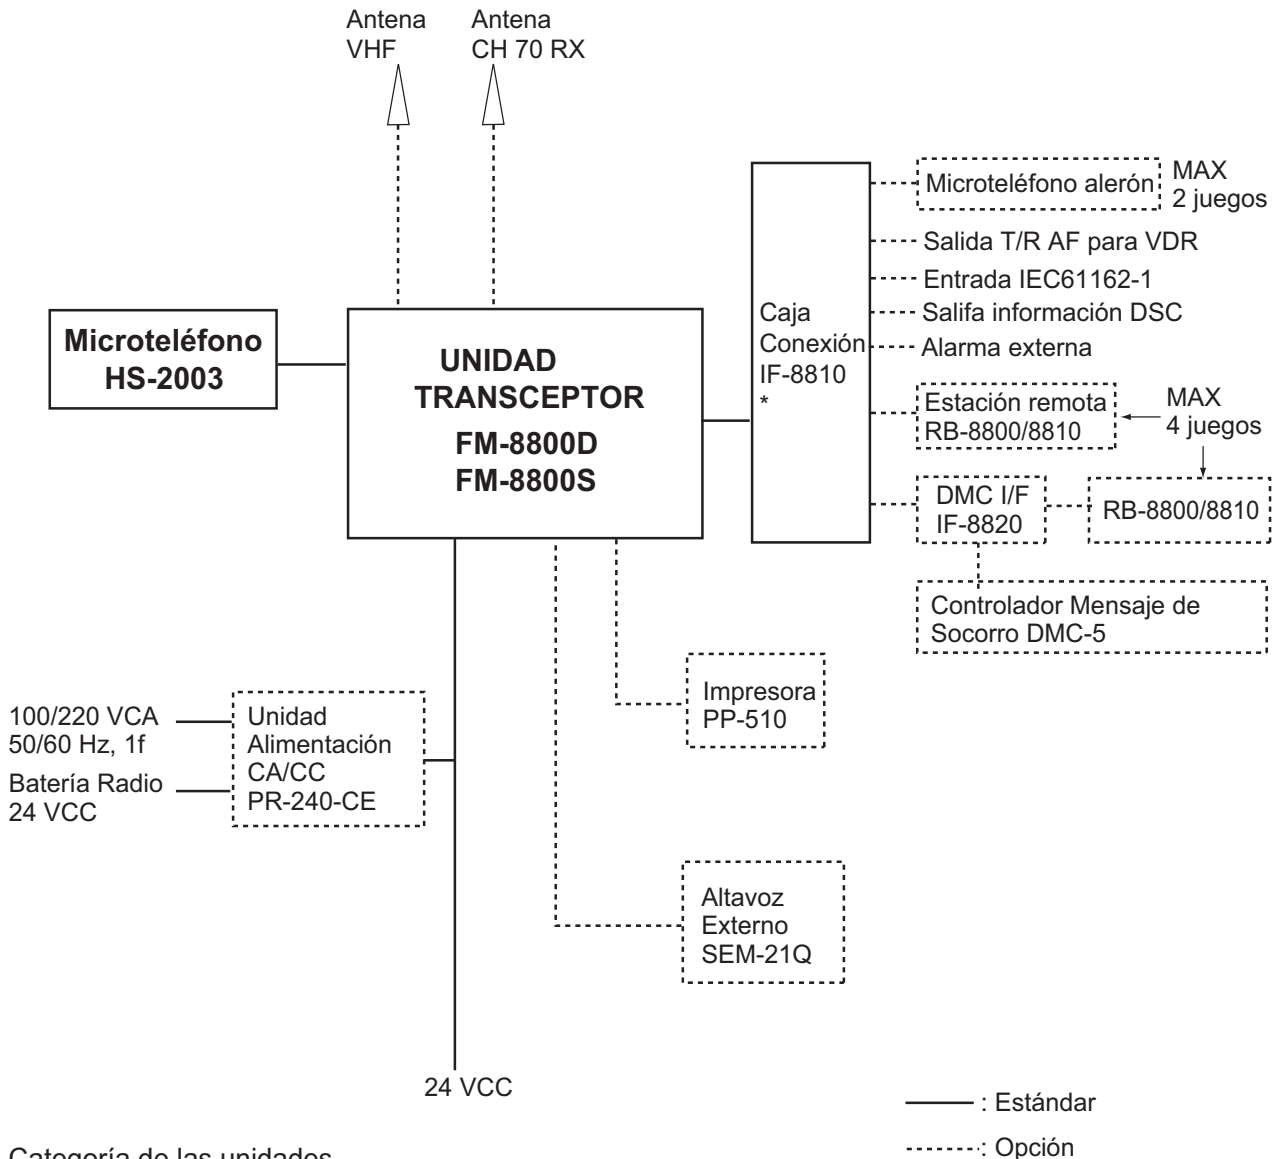 Antena
VHF
Antena
CH 70 RX
Microteléfono
HS-2003
UNIDAD
TRANSCEPTOR
FM-8800D
FM-8800S
Caja
Conexión
IF-8810
*
Microteléfono alerón
MAX
2 juegos
Salida T/R AF para VDR
Entrada IEC61162-1
Salifa información DSC
Alarma externa
Estación remota
RB-8800/8810
MAX
4 juegos
DMC I/F
IF-8820
RB-8800/8810
Controlador Mensaje de
Socorro DMC-5
Impresora
PP-510
100/220 VCA
50/60 Hz, 1f
Batería Radio
24 VCC
Unidad
Alimentación
CA/CC
PR-240-CE
Altavoz
Externo
SEM-21Q
24 VCC
: Estándar
: Opción
Categoría de las unidades